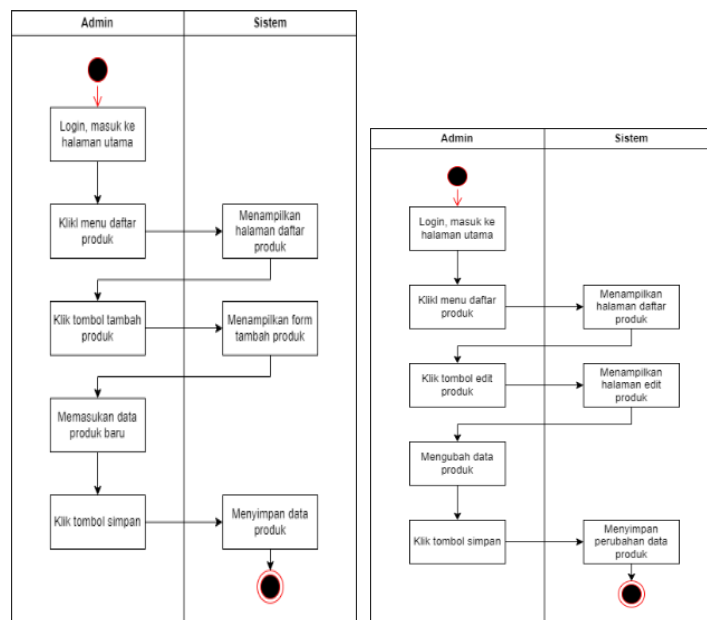 Admin
Sistem
Login, masuk ke
halaman utama
Klikl menu daftar
produk
Menampilkan
halaman daftar
produk
Klik tombol tambah
produk
Menampilkan form
tambah produk
Memasukan data
produk baru
Klik tombol simpan
Menyimpan data
produk
Admin
Sistem
Login, masuk ke
halaman utama
Klikl menu daftar
produk
Menampilkan
halaman daftar
produk
Klik tombol edit
produk
Menampilkan
halaman edit
produk
Mengubah data
produk
Klik tombol simpan
Menyimpan
perubahan data
produk